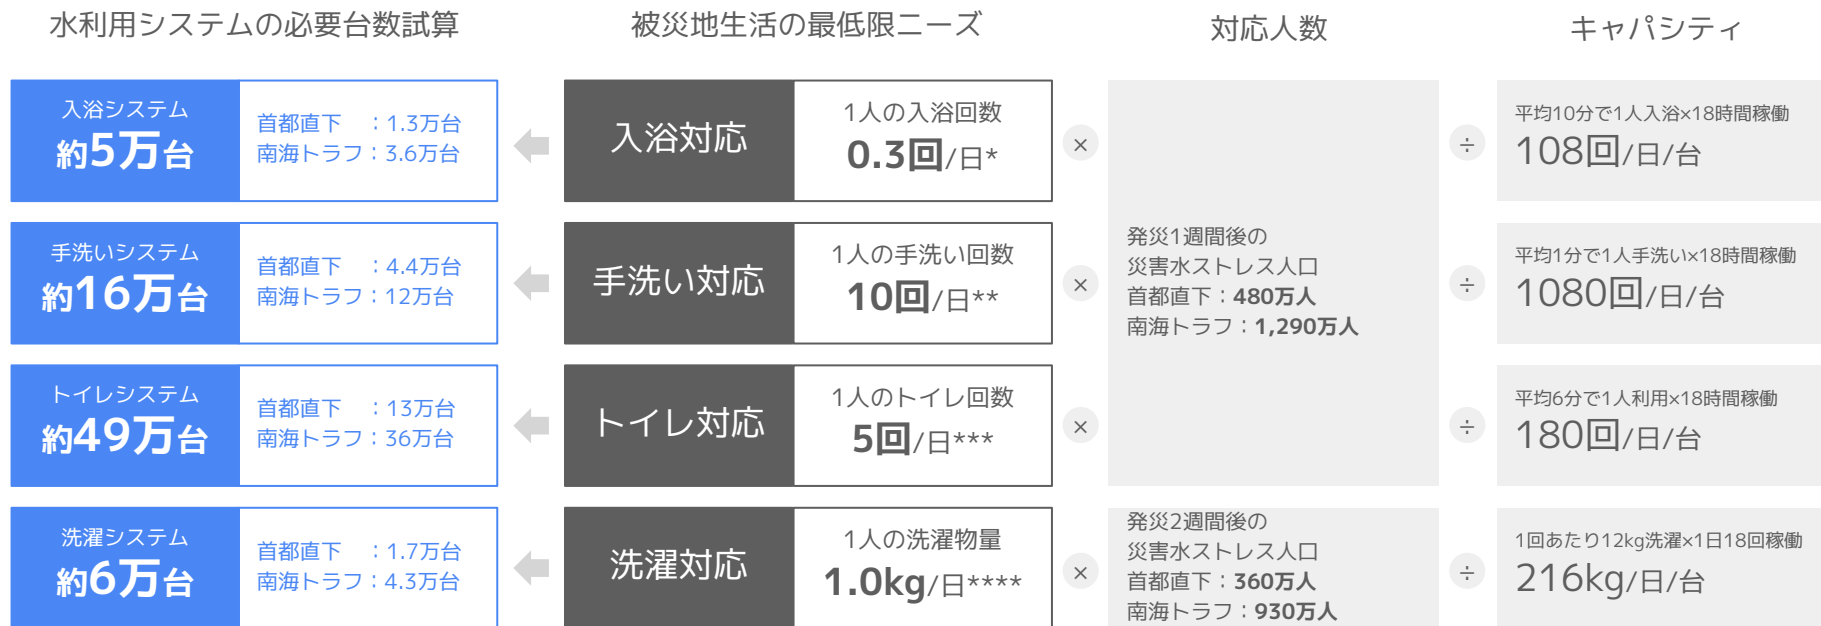 水利用システムの必要台数試算
被災地生活の最低限ニーズ
対応人数
キャパシティ
入浴システム
約5万台
首都直下　：1.3万台
南海トラフ：3.6万台
入浴対応
1人の入浴回数
0.3回/日*
×
÷
平均10分で1人入浴×18時間稼働
108回/日/台
手洗いシステム
約16万台
首都直下　：4.4万台
南海トラフ：12万台
手洗い対応
1人の手洗い回数
10回/日**
×
発災1週間後の
災害水ストレス人口
首都直下：480万人
南海トラフ：1,290万人
÷
平均1分で1人手洗い×18時間稼働
1080回/日/台
トイレシステム
約49万台
首都直下　：13万台
南海トラフ：36万台
トイレ対応
1人のトイレ回数
5回/日***
×
÷
平均6分で1人利用×18時間稼働
180回/日/台
洗濯システム
約6万台
首都直下　：1.7万台
南海トラフ：4.3万台
洗濯対応
1人の洗濯物量
1.0kg/日****
×
発災2週間後の
災害水ストレス人口
首都直下：360万人
南海トラフ：930万人
÷
1回あたり12kg洗濯×1日18回稼働
216kg/日/台